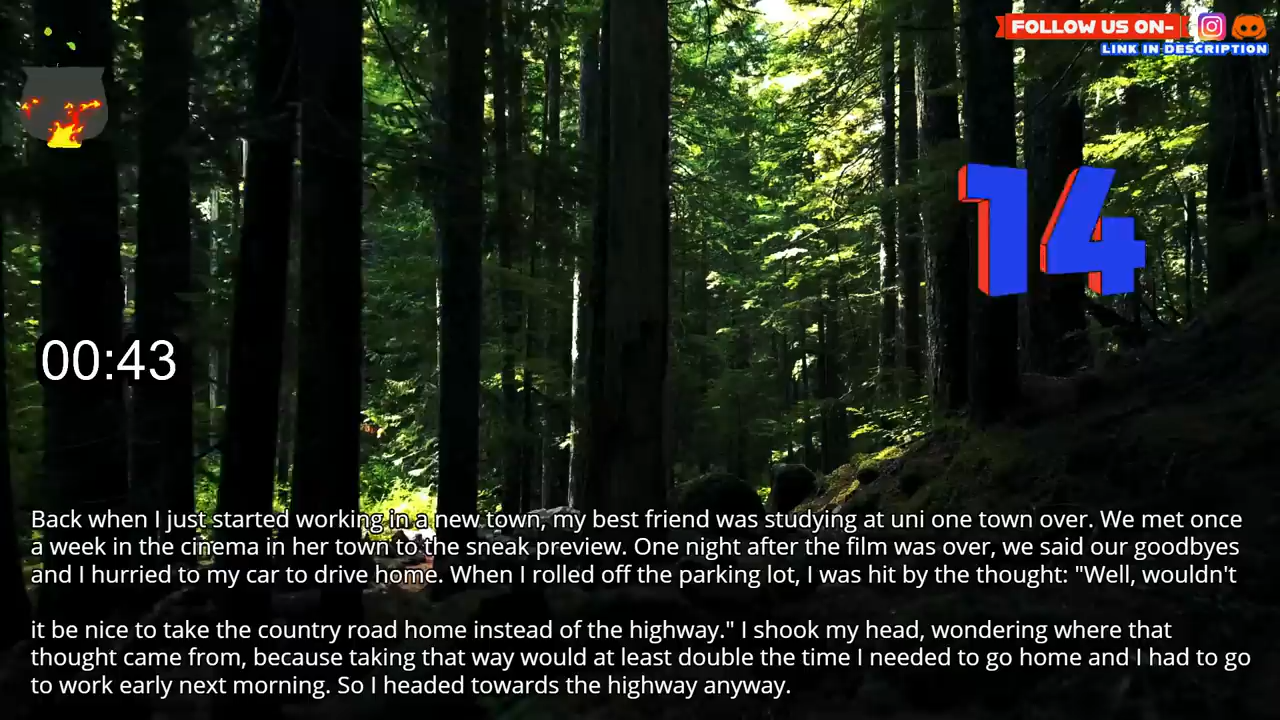 FOLLOW US ON-
LINK IN DESCRIPTION
14
00:43
Back when I just started working in a new town, my best friend was studying at uni one town over. We met once
a week in the cinema in her town to the sneak preview. One night after the film was over, we said our goodbyes
and I hurried to my car to drive home. When I rolled off the parking lot, I was hit by the thought: "Well, wouldn't
it be nice to take the country road home instead of the highway." I shook my head, wondering where that
thought came from, because taking that way would at least double the time I needed to go home and I had to go
to work early next morning. So I headed towards the highway anyway.